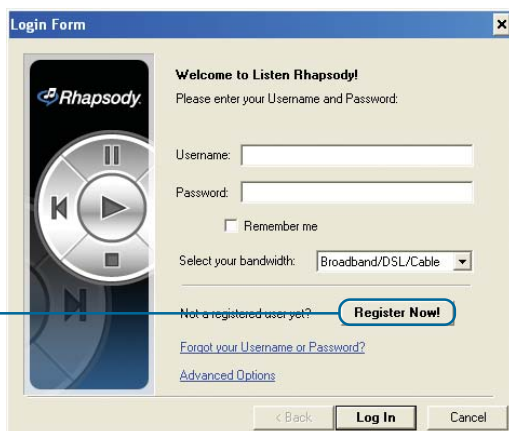 Login Form
Rhapsody.
Welcome to Listen Rhapsody!
Please enter your Username and Password:
Username:
Password:
Remember me
Select your bandwidth: Broadband/DSL/Cable
Not a registered user yet? Register Now!
Forgot your Username or Password?
Advanced Options
< Back Log In Cancel